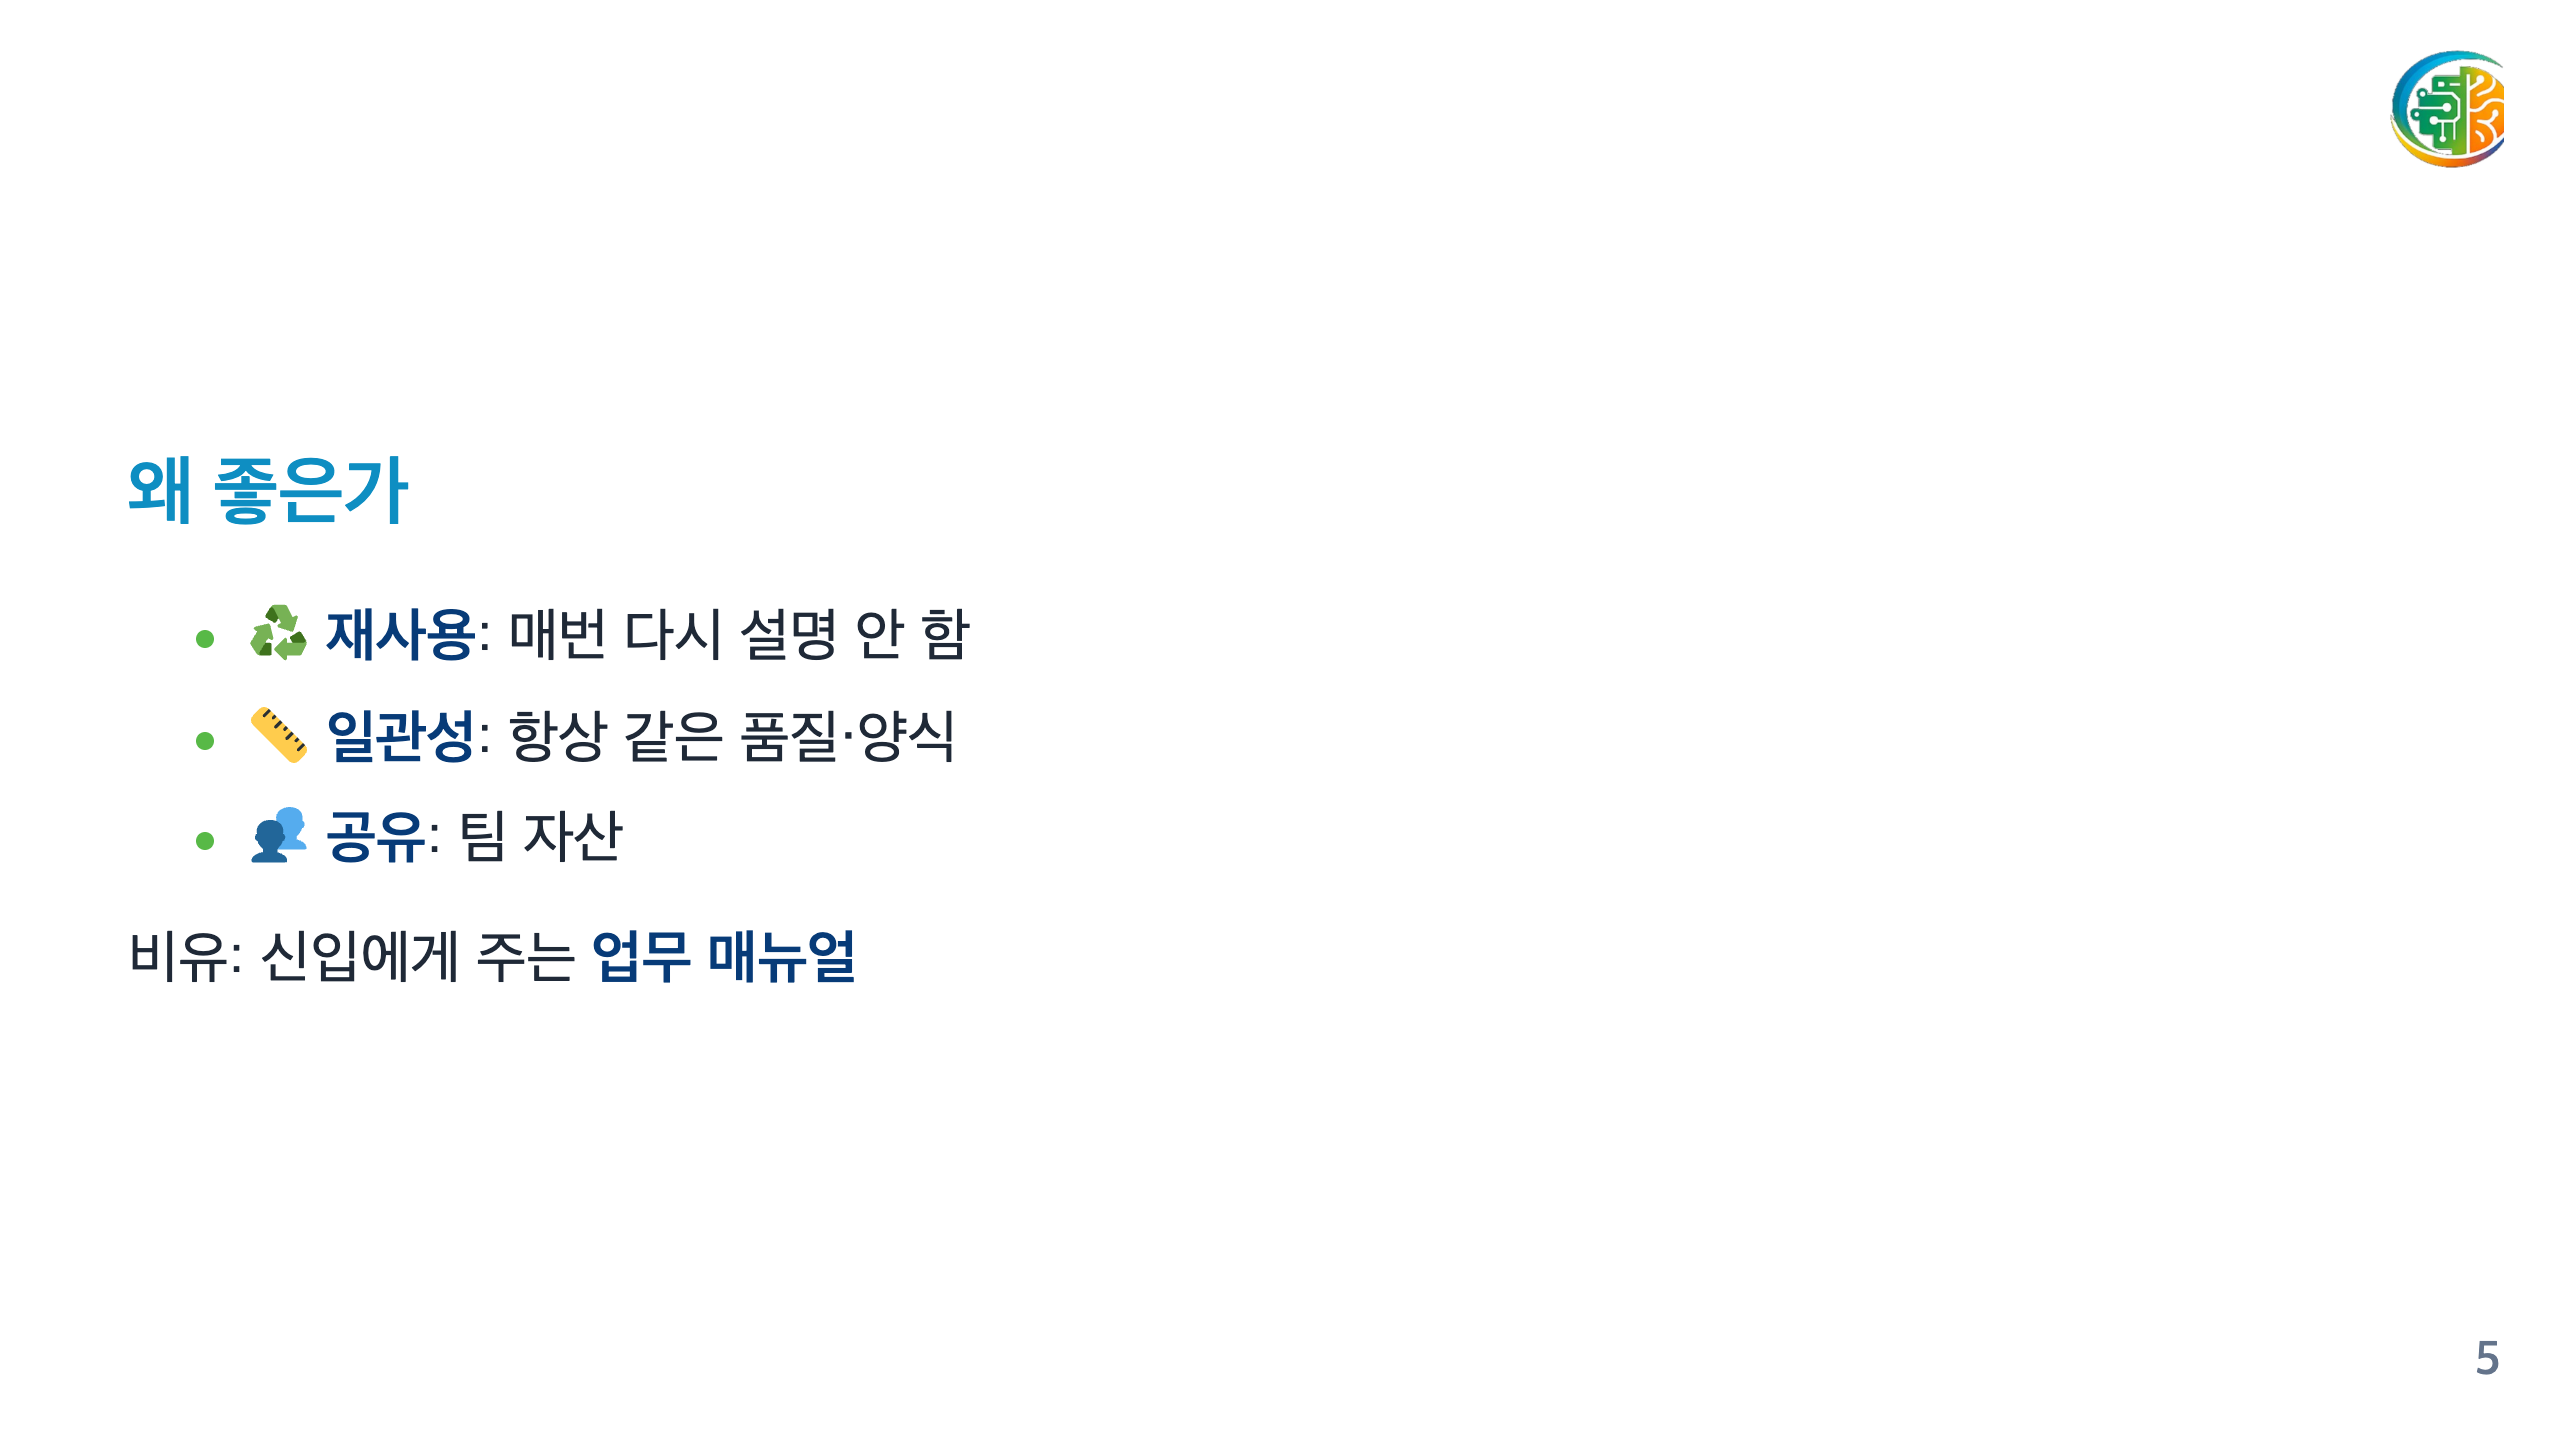 왜 좋은가
♻️ 재사용: 매번 다시 설명 안 함
📏 일관성: 항상 같은 품질·양식
👥 공유: 팀 자산
비유: 신입에게 주는 업무 매뉴얼
5